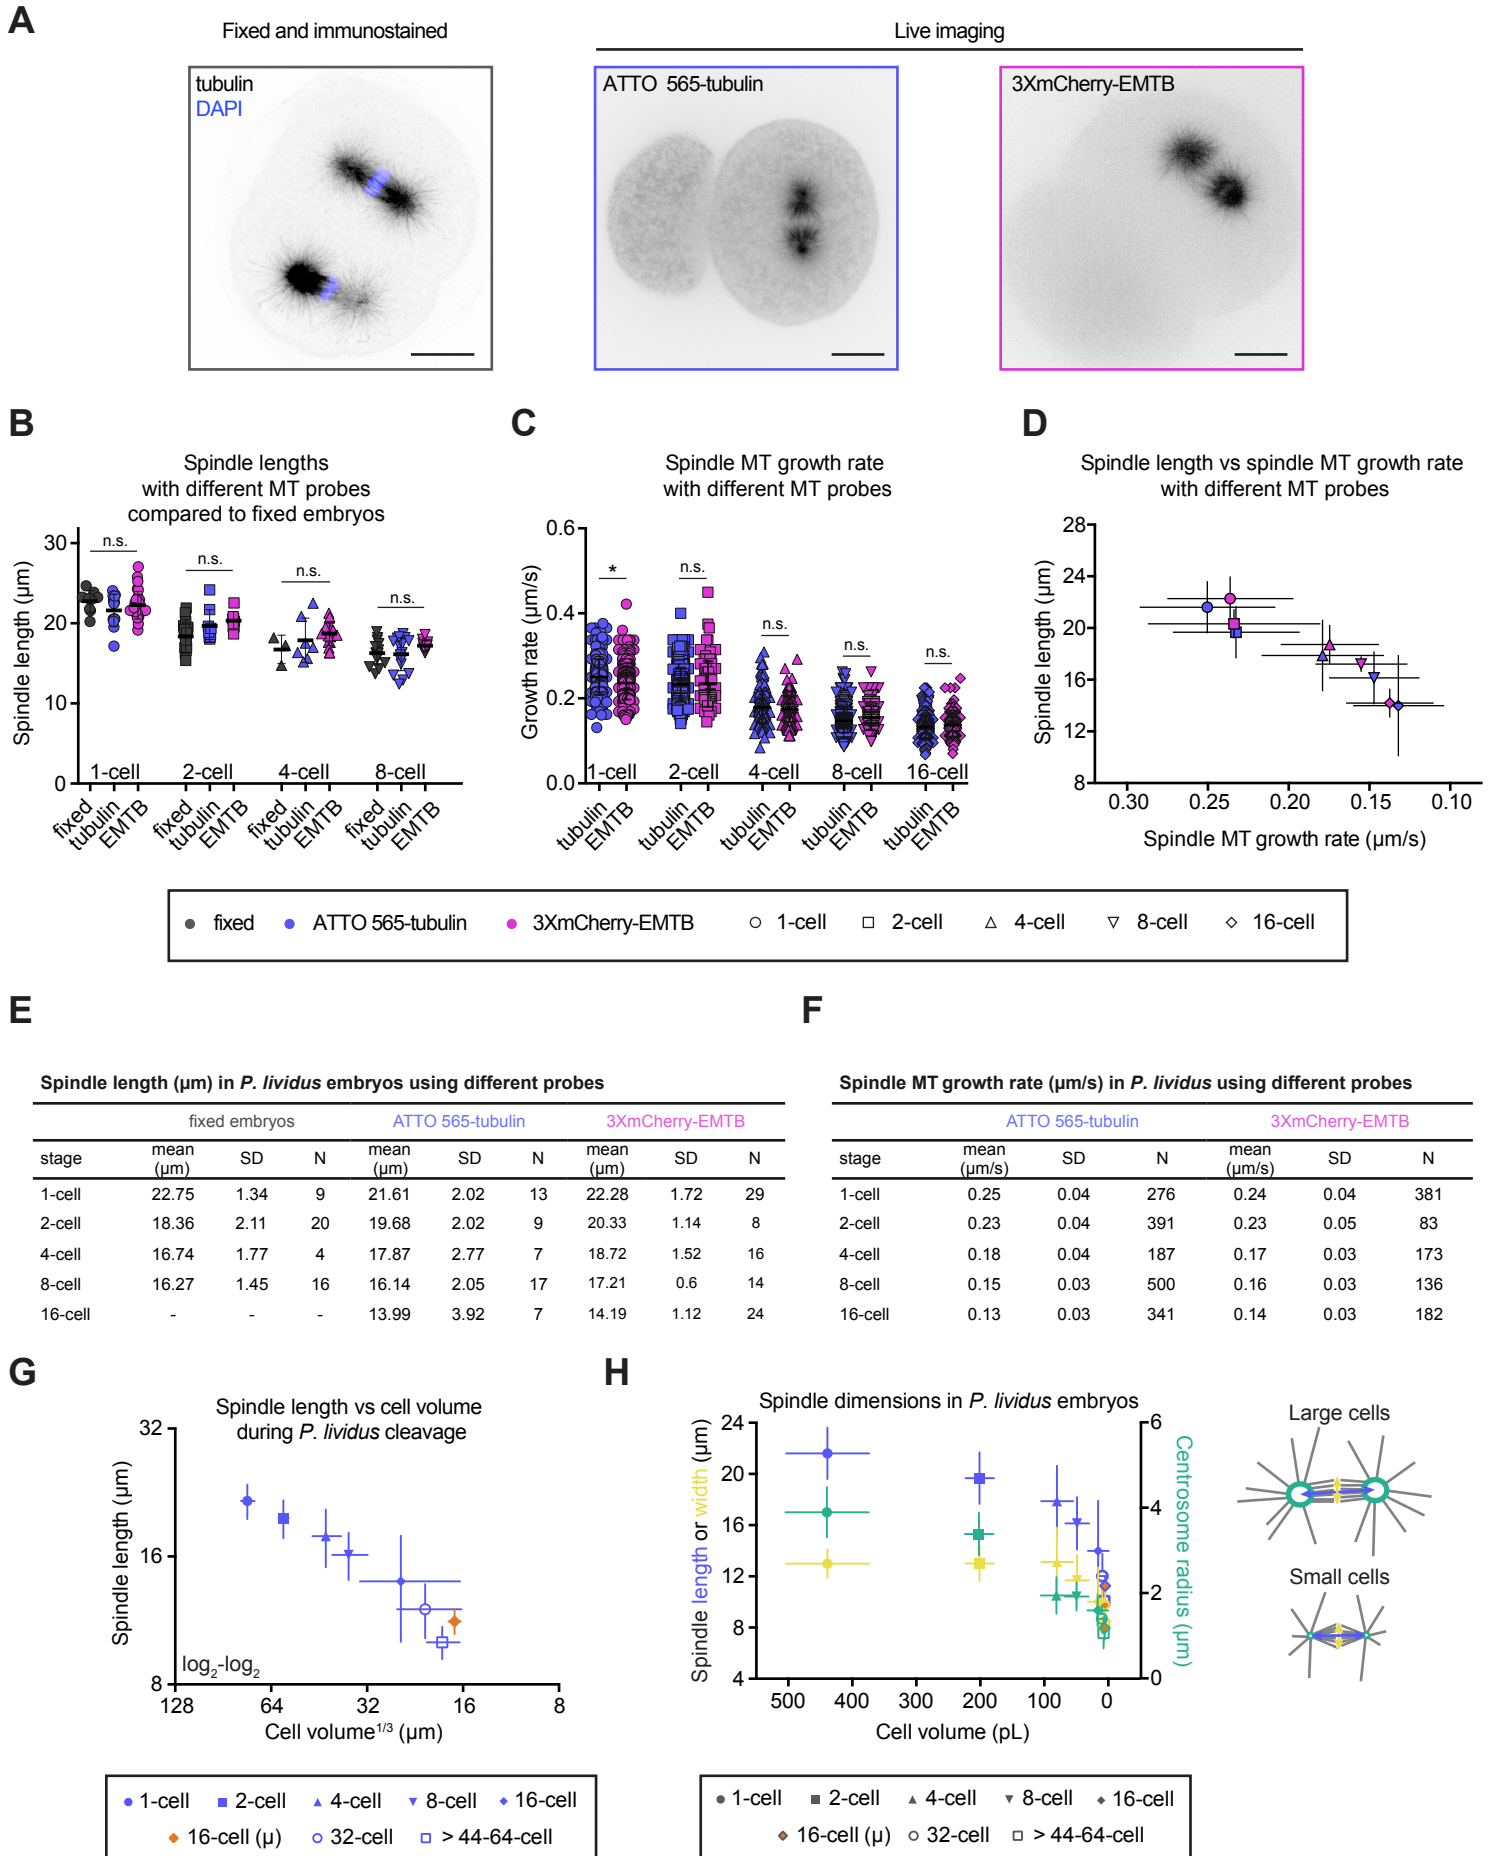 A
Fixed and immunostained
Live imaging
tubulin
DAPI
ATTO 565-tubulin
3XmCherry-EMTB
B
Spindle lengths
with different MT probes
compared to fixed embryos
Spindle length (µm)
30
20
10
0
n.s.
n.s.
n.s.
n.s.
1-cell
2-cell
4-cell
8-cell
fixed
tubulin
EMTB
fixed
tubulin
EMTB
fixed
tubulin
EMTB
fixed
tubulin
EMTB
C
Spindle MT growth rate
with different MT probes
Growth rate (µm/s)
0.6
0.4
0.2
0.0
*
n.s.
n.s.
n.s.
n.s.
1-cell
2-cell
4-cell
8-cell
16-cell
tubulin
EMTB
tubulin
EMTB
tubulin
EMTB
tubulin
EMTB
tubulin
EMTB
D
Spindle length vs spindle MT growth rate
with different MT probes
Spindle length (µm)
28
24
20
16
12
8
0.30 0.25 0.20 0.15 0.10
Spindle MT growth rate (µm/s)
fixed ATTO 565-tubulin 3XmCherry-EMTB 1-cell 2-cell 4-cell 8-cell 16-cell
E
Spindle length (µm) in P. lividus embryos using different probes
fixed embryos ATTO 565-tubulin 3XmCherry-EMTB
stage mean (µm) SD N mean (µm) SD N mean (µm) SD N
1-cell 22.75 1.34 9 21.61 2.02 13 22.28 1.72 29
2-cell 18.36 2.11 20 19.68 2.02 9 20.33 1.14 8
4-cell 16.74 1.77 4 17.87 2.77 7 18.72 1.52 16
8-cell 16.27 1.45 16 16.14 2.05 17 17.21 0.6 14
16-cell - - - 13.99 3.92 7 14.19 1.12 24
F
Spindle MT growth rate (µm/s) in P. lividus using different probes
ATTO 565-tubulin 3XmCherry-EMTB
stage mean (µm/s) SD N mean (µm/s) SD N
1-cell 0.25 0.04 276 0.24 0.04 381
2-cell 0.23 0.04 391 0.23 0.05 83
4-cell 0.18 0.04 187 0.17 0.03 173
8-cell 0.15 0.03 500 0.16 0.03 136
16-cell 0.13 0.03 341 0.14 0.03 182
G
Spindle length vs cell volume
during P. lividus cleavage
Spindle length (µm)
32
16
8
log2-log2
128 64 32 16 8
Cell volume1/3 (µm)
1-cell 2-cell 4-cell 8-cell 16-cell
16-cell (µ) 32-cell > 44-64-cell
H
Spindle dimensions in P. lividus embryos
Spindle length or width (µm)
24
20
16
12
8
4
6
4
2
0
Centrosome radius (µm)
500 400 300 200 100 0
Cell volume (pL)
Large cells
Small cells
1-cell 2-cell 4-cell 8-cell 16-cell
16-cell (µ) 32-cell > 44-64-cell